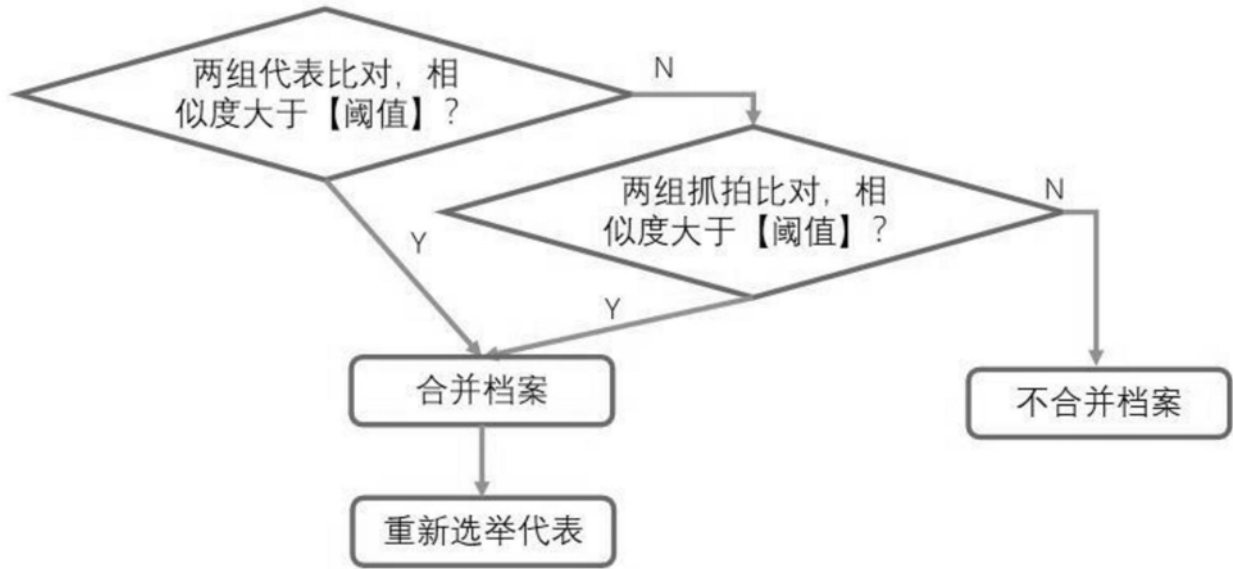 两组代表比对，相
似度大于【阈值】？
N
两组抓拍比对，相
似度大于【阈值】？
N
Y
Y
合并档案
不合并档案
重新选举代表